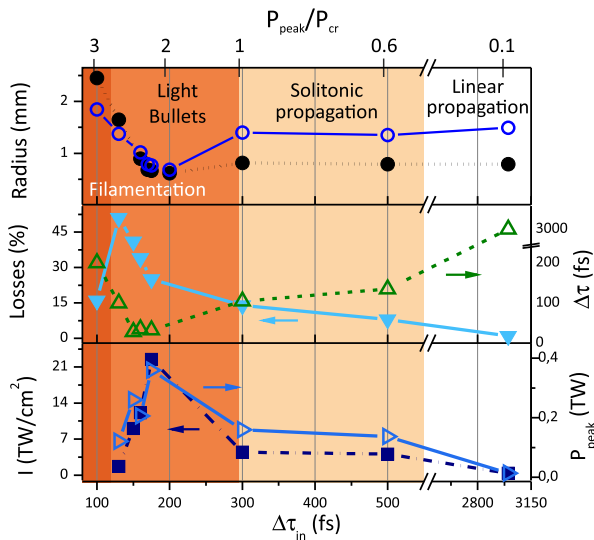 P_peak/P_cr
3 2 1 0.6 0.1
Light
Bullets
Solitonic
propagation
Linear
propagation
Filamentation
Radius (mm)
2
1
Losses (%)
45
30
15
0
3000
200
100
0
Δτ (fs)
I (TW/cm²)
21
14
7
0
0,4
0,2
0,0
P_peak (TW)
100 200 300 400 500 2800 3150
Δτ_in (fs)